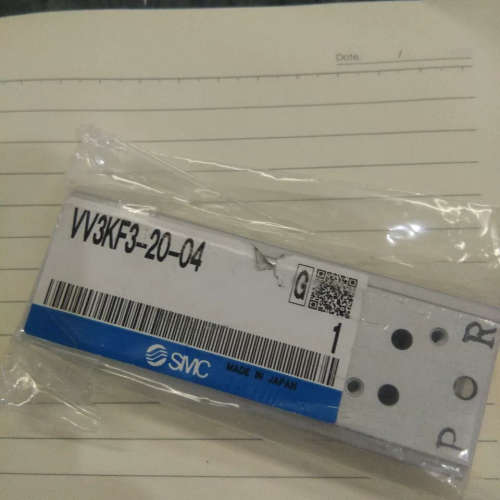 Date: /
VV3KF3-20-04
G
1
SMC MADE IN JAPAN
R
P